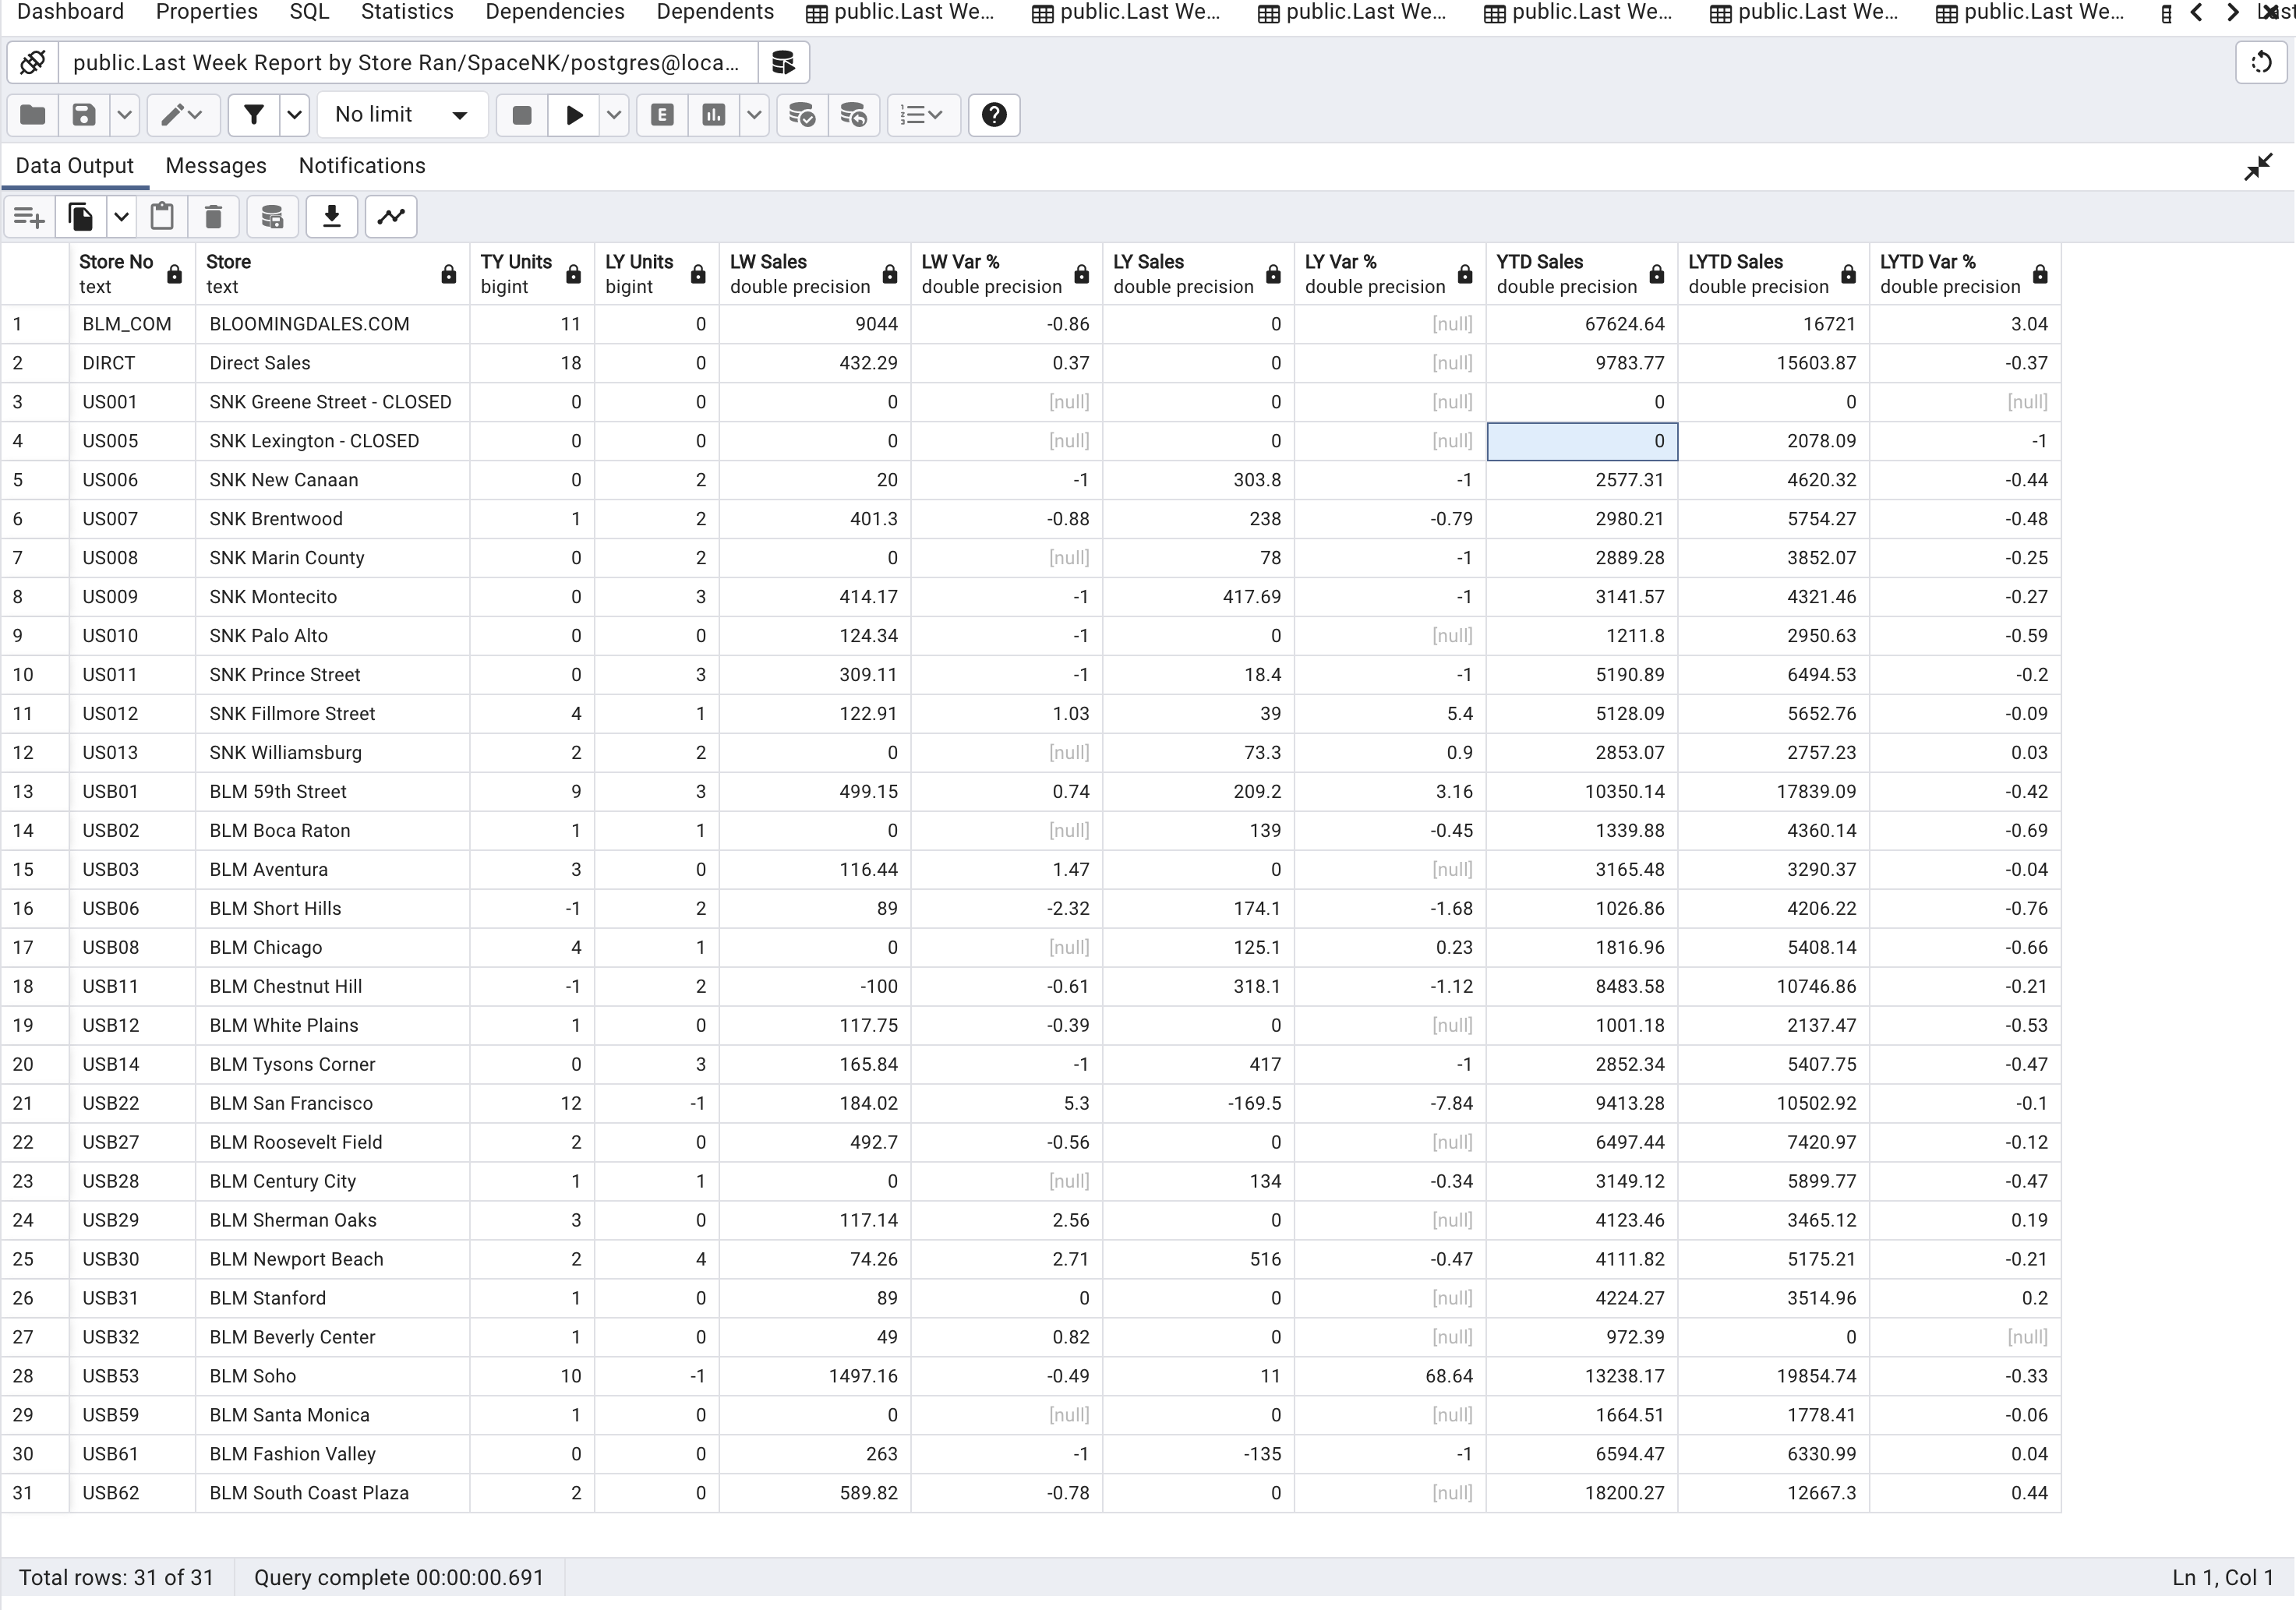 Dashboard Properties SQL Statistics Dependencies Dependents public.Last We... public.Last We... public.Last We... public.Last We... public.Last We... public.Last We...
public.Last Week Report by Store Ran/SpaceNK/postgres@loca...
No limit E
Data Output Messages Notifications
Store No Store TY Units LY Units LW Sales LW Var % LY Sales LY Var % YTD Sales LYTD Sales LYTD Var %
text text bigint bigint double precision double precision double precision double precision double precision double precision double precision
1 BLM_COM BLOOMINGDALES.COM 11 0 9044 -0.86 0 [null] 67624.64 16721 3.04
2 DIRCT Direct Sales 18 0 432.29 0.37 0 [null] 9783.77 15603.87 -0.37
3 US001 SNK Greene Street - CLOSED 0 0 0 [null] 0 [null] 0 0 [null]
4 US005 SNK Lexington - CLOSED 0 0 0 [null] 0 [null] 0 2078.09 -1
5 US006 SNK New Canaan 0 2 20 -1 303.8 -1 2577.31 4620.32 -0.44
6 US007 SNK Brentwood 1 2 401.3 -0.88 238 -0.79 2980.21 5754.27 -0.48
7 US008 SNK Marin County 0 2 0 [null] 78 -1 2889.28 3852.07 -0.25
8 US009 SNK Montecito 0 3 414.17 -1 417.69 -1 3141.57 4321.46 -0.27
9 US010 SNK Palo Alto 0 0 124.34 -1 0 [null] 1211.8 2950.63 -0.59
10 US011 SNK Prince Street 0 3 309.11 -1 18.4 -1 5190.89 6494.53 -0.2
11 US012 SNK Fillmore Street 4 1 122.91 1.03 39 5.4 5128.09 5652.76 -0.09
12 US013 SNK Williamsburg 2 2 0 [null] 73.3 0.9 2853.07 2757.23 0.03
13 USB01 BLM 59th Street 9 3 499.15 0.74 209.2 3.16 10350.14 17839.09 -0.42
14 USB02 BLM Boca Raton 1 1 0 [null] 139 -0.45 1339.88 4360.14 -0.69
15 USB03 BLM Aventura 3 0 116.44 1.47 0 [null] 3165.48 3290.37 -0.04
16 USB06 BLM Short Hills -1 2 89 -2.32 174.1 -1.68 1026.86 4206.22 -0.76
17 USB08 BLM Chicago 4 1 0 [null] 125.1 0.23 1816.96 5408.14 -0.66
18 USB11 BLM Chestnut Hill -1 2 -100 -0.61 318.1 -1.12 8483.58 10746.86 -0.21
19 USB12 BLM White Plains 1 0 117.75 -0.39 0 [null] 1001.18 2137.47 -0.53
20 USB14 BLM Tysons Corner 0 3 165.84 -1 417 -1 2852.34 5407.75 -0.47
21 USB22 BLM San Francisco 12 -1 184.02 5.3 -169.5 -7.84 9413.28 10502.92 -0.1
22 USB27 BLM Roosevelt Field 2 0 492.7 -0.56 0 [null] 6497.44 7420.97 -0.12
23 USB28 BLM Century City 1 1 0 [null] 134 -0.34 3149.12 5899.77 -0.47
24 USB29 BLM Sherman Oaks 3 0 117.14 2.56 0 [null] 4123.46 3465.12 0.19
25 USB30 BLM Newport Beach 2 4 74.26 2.71 516 -0.47 4111.82 5175.21 -0.21
26 USB31 BLM Stanford 1 0 89 0 0 [null] 4224.27 3514.96 0.2
27 USB32 BLM Beverly Center 1 0 49 0.82 0 [null] 972.39 0 [null]
28 USB53 BLM Soho 10 -1 1497.16 -0.49 11 68.64 13238.17 19854.74 -0.33
29 USB59 BLM Santa Monica 1 0 0 [null] 0 [null] 1664.51 1778.41 -0.06
30 USB61 BLM Fashion Valley 0 0 263 -1 -135 -1 6594.47 6330.99 0.04
31 USB62 BLM South Coast Plaza 2 0 589.82 -0.78 0 [null] 18200.27 12667.3 0.44
Total rows: 31 of 31 Query complete 00:00:00.691 Ln 1, Col 1